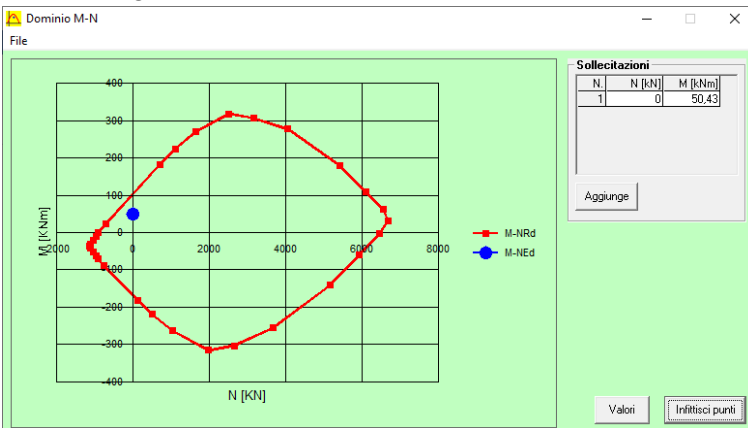 Dominio M-N
File
400
300
200
100
0
-100
-200
-300
-400
M [KNm]
2000
0
2000
4000
6000
8000
N [KN]
M-NRd
M-NEd
Sollecitazioni
N. N [kN] M [kNm]
1 0 50,43
Aggiunge
Valori
Infittisci punti